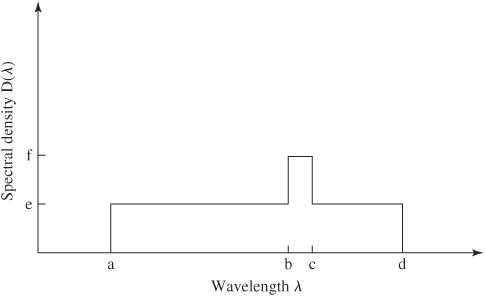 Spectral density D(λ)
f
e
a
b
c
d
Wavelength λ